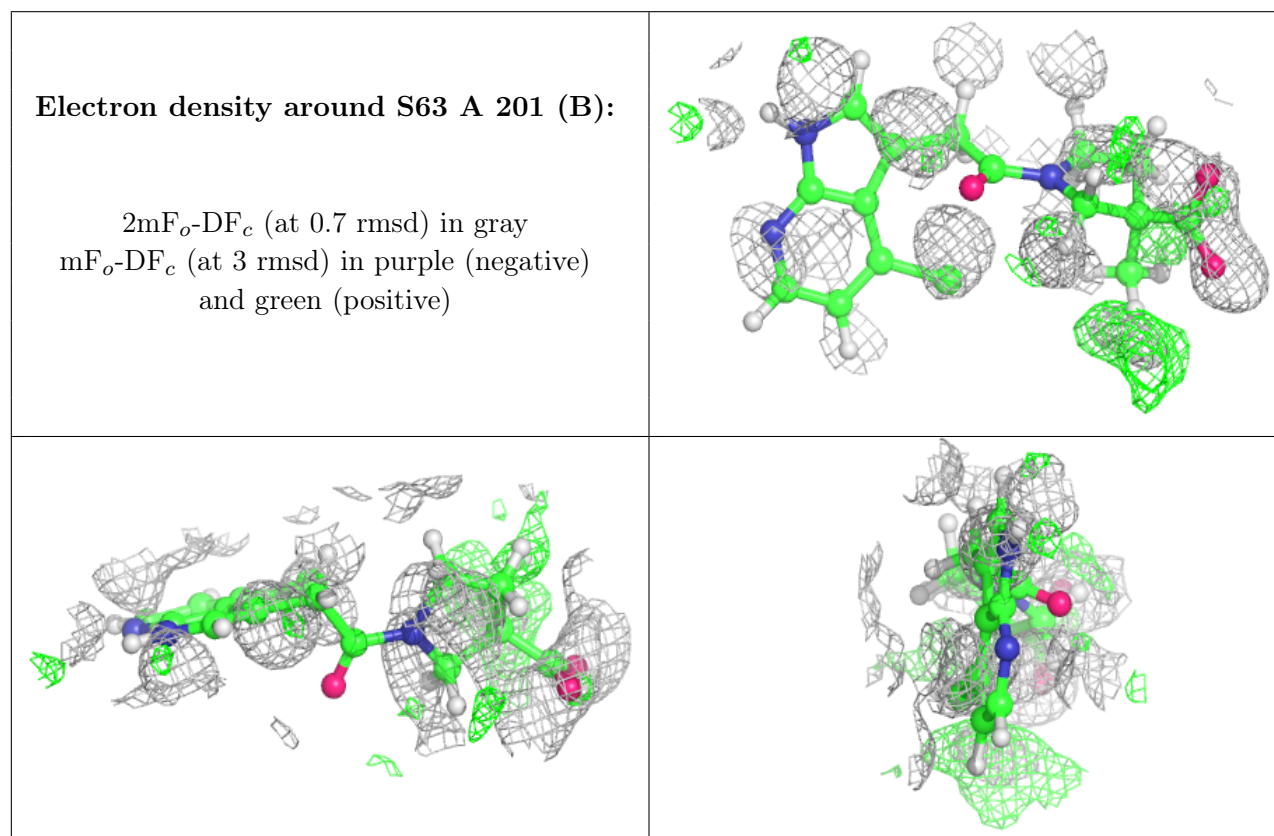 Electron density around S63 A 201 (B):
2mFₒ-DF𝑐 (at 0.7 rmsd) in gray
mFₒ-DF𝑐 (at 3 rmsd) in purple (negative)
and green (positive)